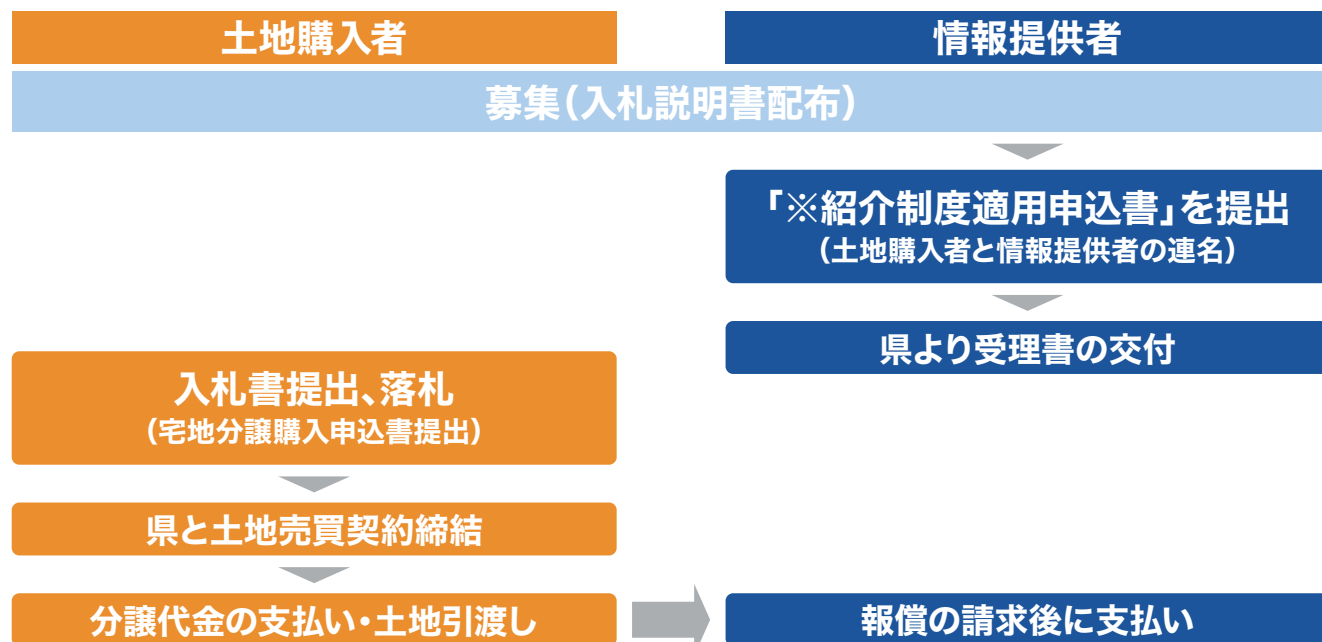 土地購入者
情報提供者
募集(入札説明書配布)
「※紹介制度適用申込書」を提出
(土地購入者と情報提供者の連名)
県より受理書の交付
入札書提出、落札
(宅地分譲購入申込書提出)
県と土地売買契約締結
分譲代金の支払い・土地引渡し
報償の請求後に支払い